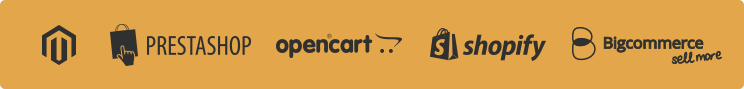 PRESTASHOP
opencart
shopify
Bigcommerce
sell more